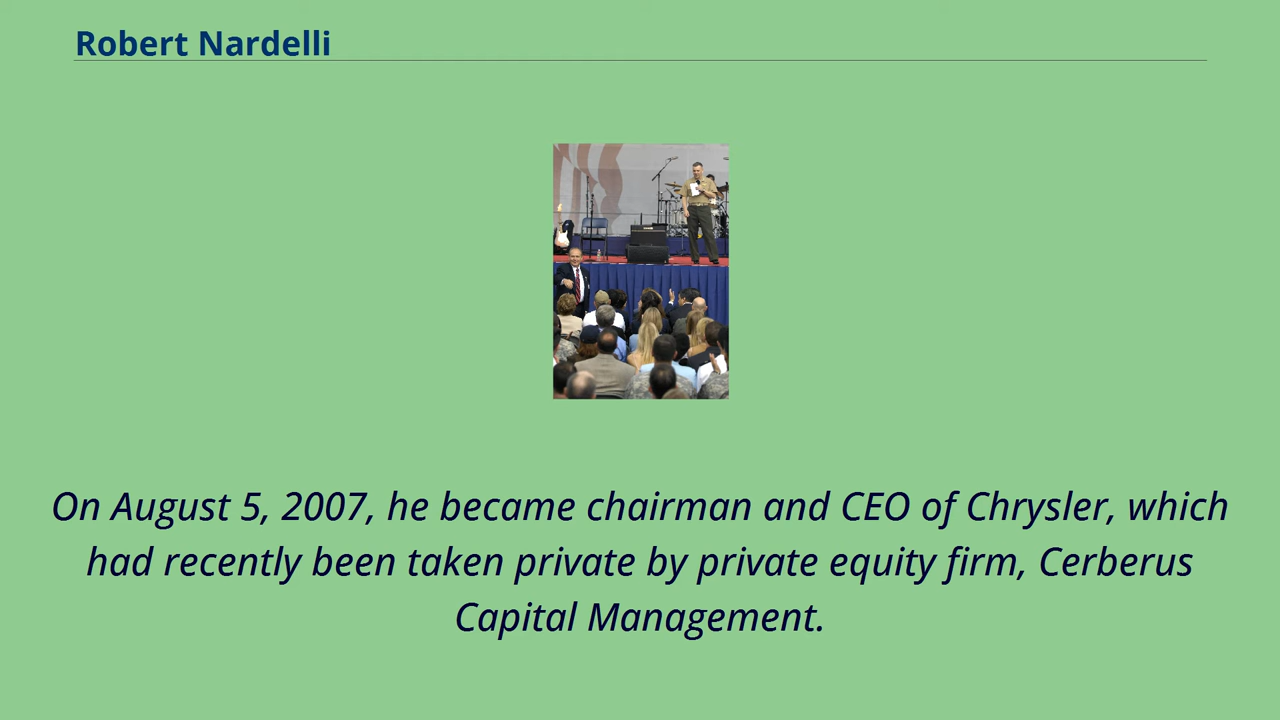 Robert Nardelli
On August 5, 2007, he became chairman and CEO of Chrysler, which
had recently been taken private by private equity firm, Cerberus
Capital Management.